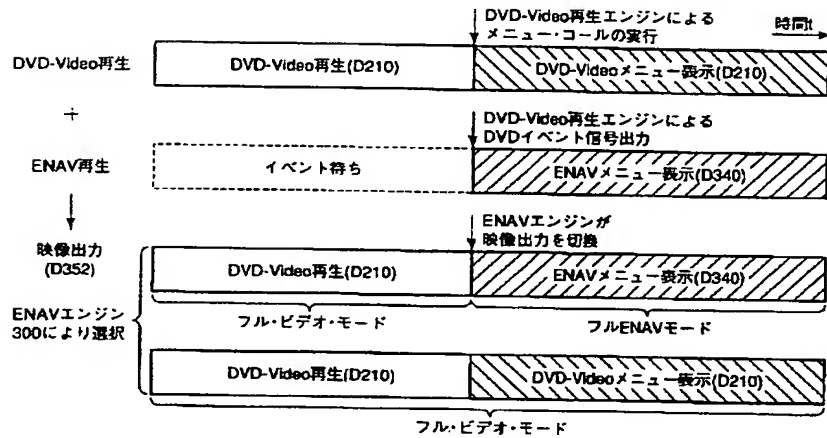 DVD-Video再生エンジンによる
メニュー・コールの実行
時間t
DVD-Video再生
DVD-Video再生(D210)
DVD-Videoメニュー表示(D210)
+
DVD-Video再生エンジンによる
DVDイベント信号出力
ENAV再生
イベント待ち
ENAVメニュー表示(D340)
ENAVエンジンが
映像出力を切換
映像出力
(D352)
DVD-Video再生(D210)
ENAVメニュー表示(D340)
ENAVエンジン
300により選択
フル・ビデオ・モード
フルENAVモード
DVD-Video再生(D210)
DVD-Videoメニュー表示(D210)
フル・ビデオ・モード